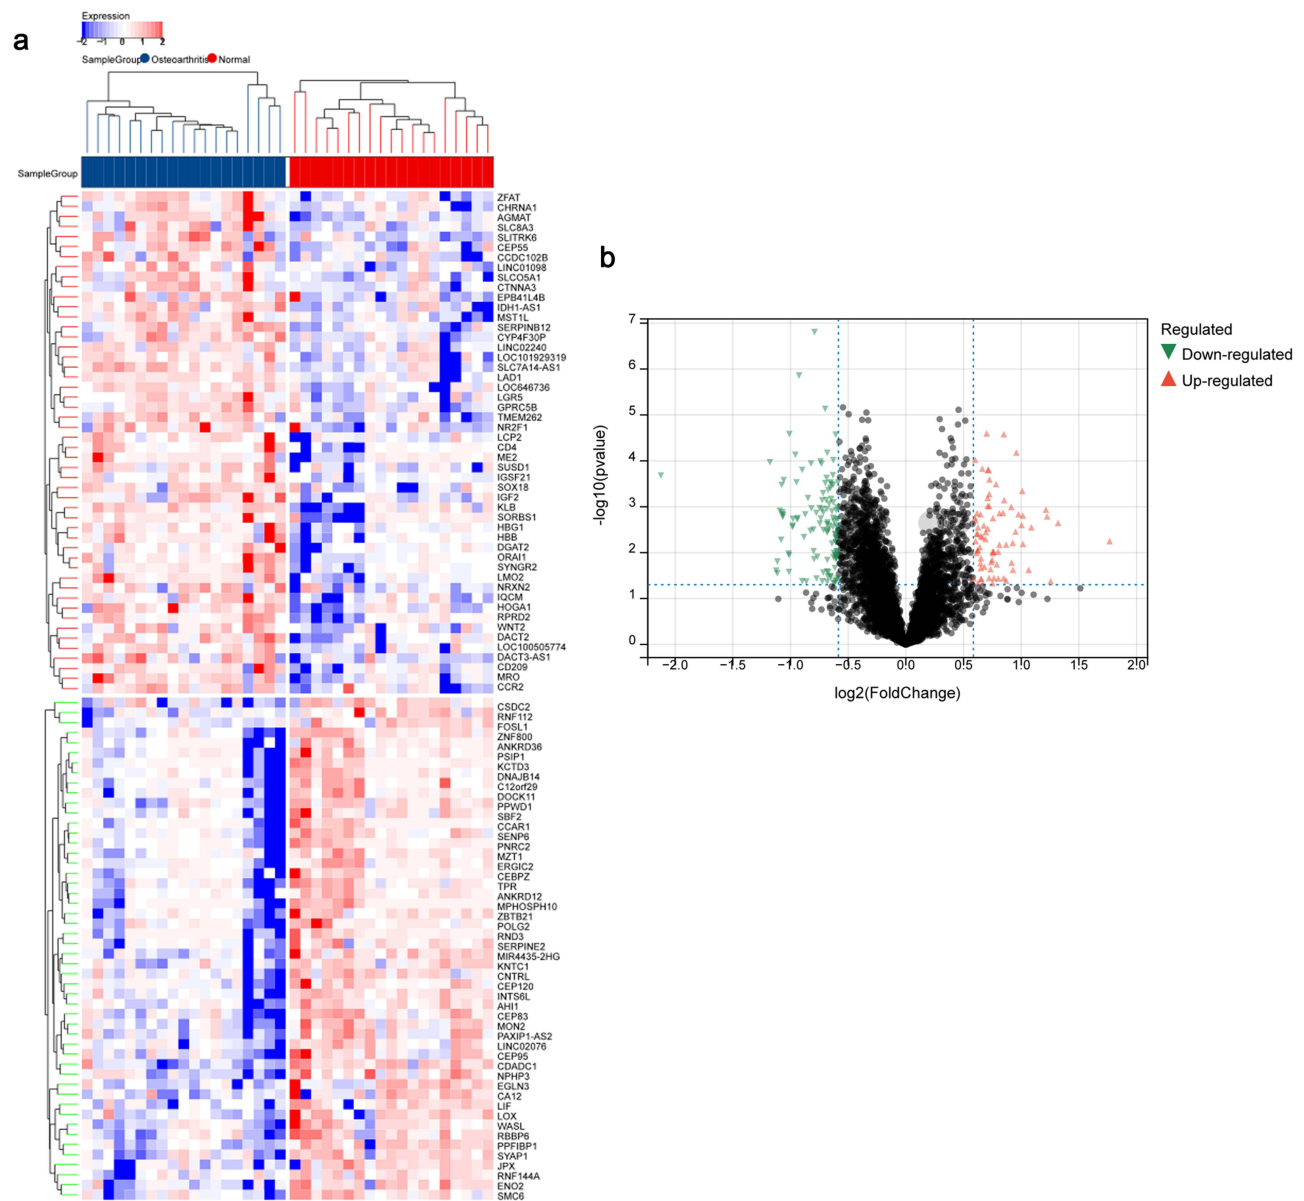 a
Expression
-2 -1 0 1 2
SampleGroup Osteoarthritis Normal
SampleGroup
ZFAT
CHRNA1
AGMAT
SLC8A3
SLITRK6
CEP55
CCDC102B
LINC01098
SLCO5A1
CTNNA3
EPB41L4B
IDH1-AS1
MST1L
SERPINB12
CYP4F30P
LINC02240
LOC101929319
SLC7A14-AS1
LAD1
LOC646736
LGR5
GPRC5B
TMEM262
NR2F1
LCP2
CD4
ME2
SUSD1
IGSF21
SOX18
IGF2
KLB
SORBS1
HBG1
HBB
DGAT2
ORAI1
SYNGR2
LMO2
NRXN2
IQCM
HOGA1
RPRD2
WNT2
DACT2
LOC100505774
DACT3-AS1
CD209
MRO
CCR2
CSDC2
RNF112
FOSL1
ZNF800
ANKRD36
PSIP1
KCTD3
DNAJB14
C12orf29
DOCK11
PPWD1
SBF2
CCAR1
SENP6
PNRC2
MZT1
ERGIC2
CEBPZ
TPR
ANKRD12
MPHOSPH10
ZBTB21
POLG2
RND3
SERPINE2
MIR4435-2HG
KNTC1
CNTRL
CEP120
INTS6L
AHI1
CEP83
MON2
PAXIP1-AS2
LINC02076
CEP95
CDADC1
NPHP3
EGLN3
CA12
LIF
LOX
WASL
RBBP6
PPFIBP1
SYAP1
JPX
RNF144A
ENO2
SMC6
b
7
6
5
4
3
2
1
0
-log10(pvalue)
-2.0 -1.5 -1.0 -0.5 0.0 0.5 1.0 1.5 2.0
log2(FoldChange)
Regulated
Down-regulated
Up-regulated